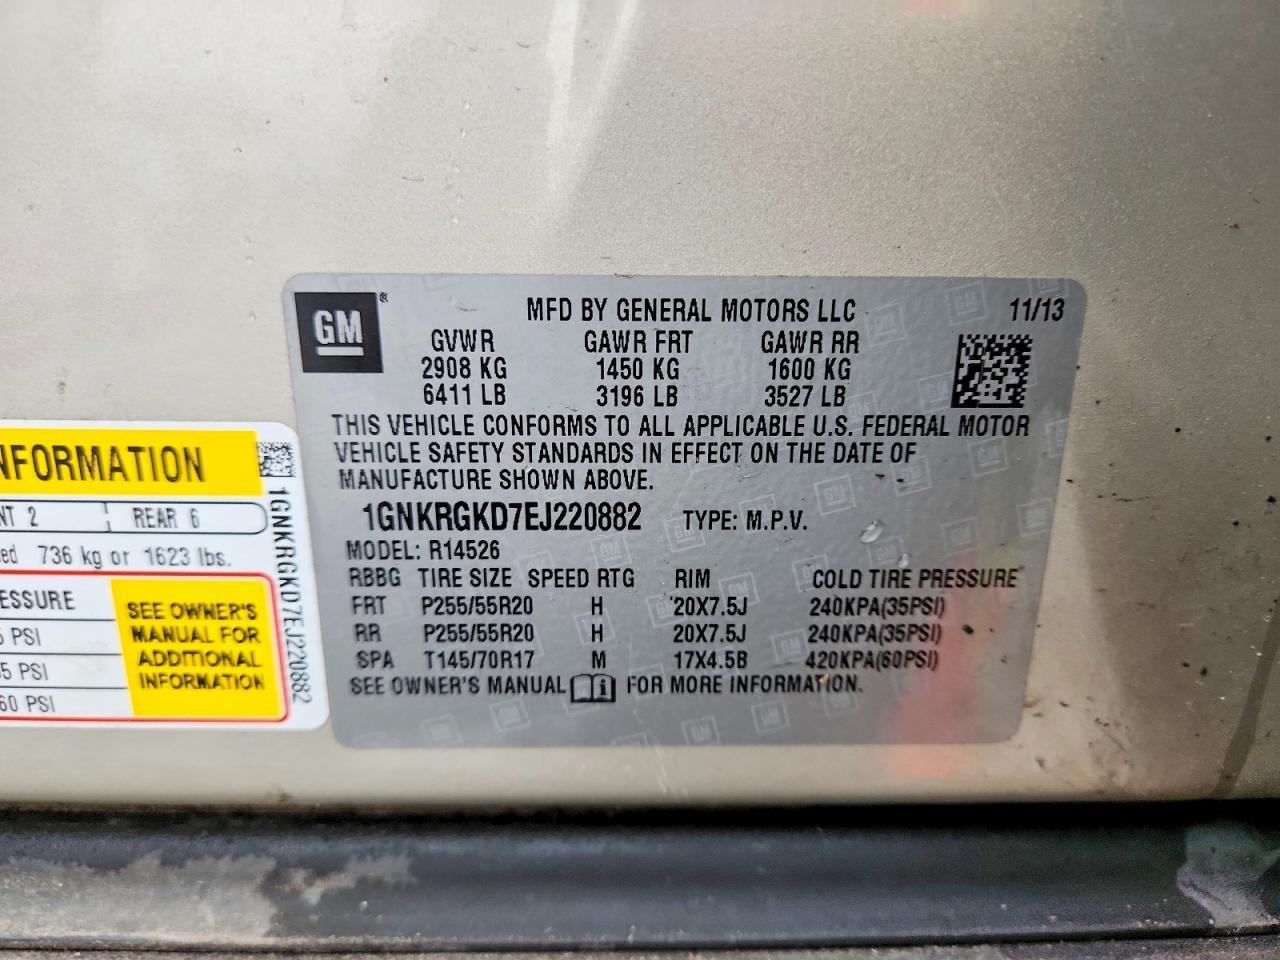 GM ®
MFD BY GENERAL MOTORS LLC 11/13
GVWR GAWR FRT GAWR RR
2908 KG 1450 KG 1600 KG
6411 LB 3196 LB 3527 LB
THIS VEHICLE CONFORMS TO ALL APPLICABLE U.S. FEDERAL MOTOR
VEHICLE SAFETY STANDARDS IN EFFECT ON THE DATE OF
MANUFACTURE SHOWN ABOVE.
1GNKRGKD7EJ220882 TYPE: M.P.V.
MODEL: R14526
RBBG TIRE SIZE SPEED RTG RIM COLD TIRE PRESSURE
FRT P255/55R20 H 20X7.5J 240KPA(35PSI)
RR P255/55R20 H 20X7.5J 240KPA(35PSI)
SPA T145/70R17 M 17X4.5B 420KPA(60PSI)
SEE OWNER'S MANUAL i FOR MORE INFORMATION.
NFORMATION
NT 2 REAR 6
ed 736 kg or 1623 lbs.
ESSURE
5 PSI
35 PSI
60 PSI
SEE OWNER'S
MANUAL FOR
ADDITIONAL
INFORMATION
1GNKRGKD7EJ220882